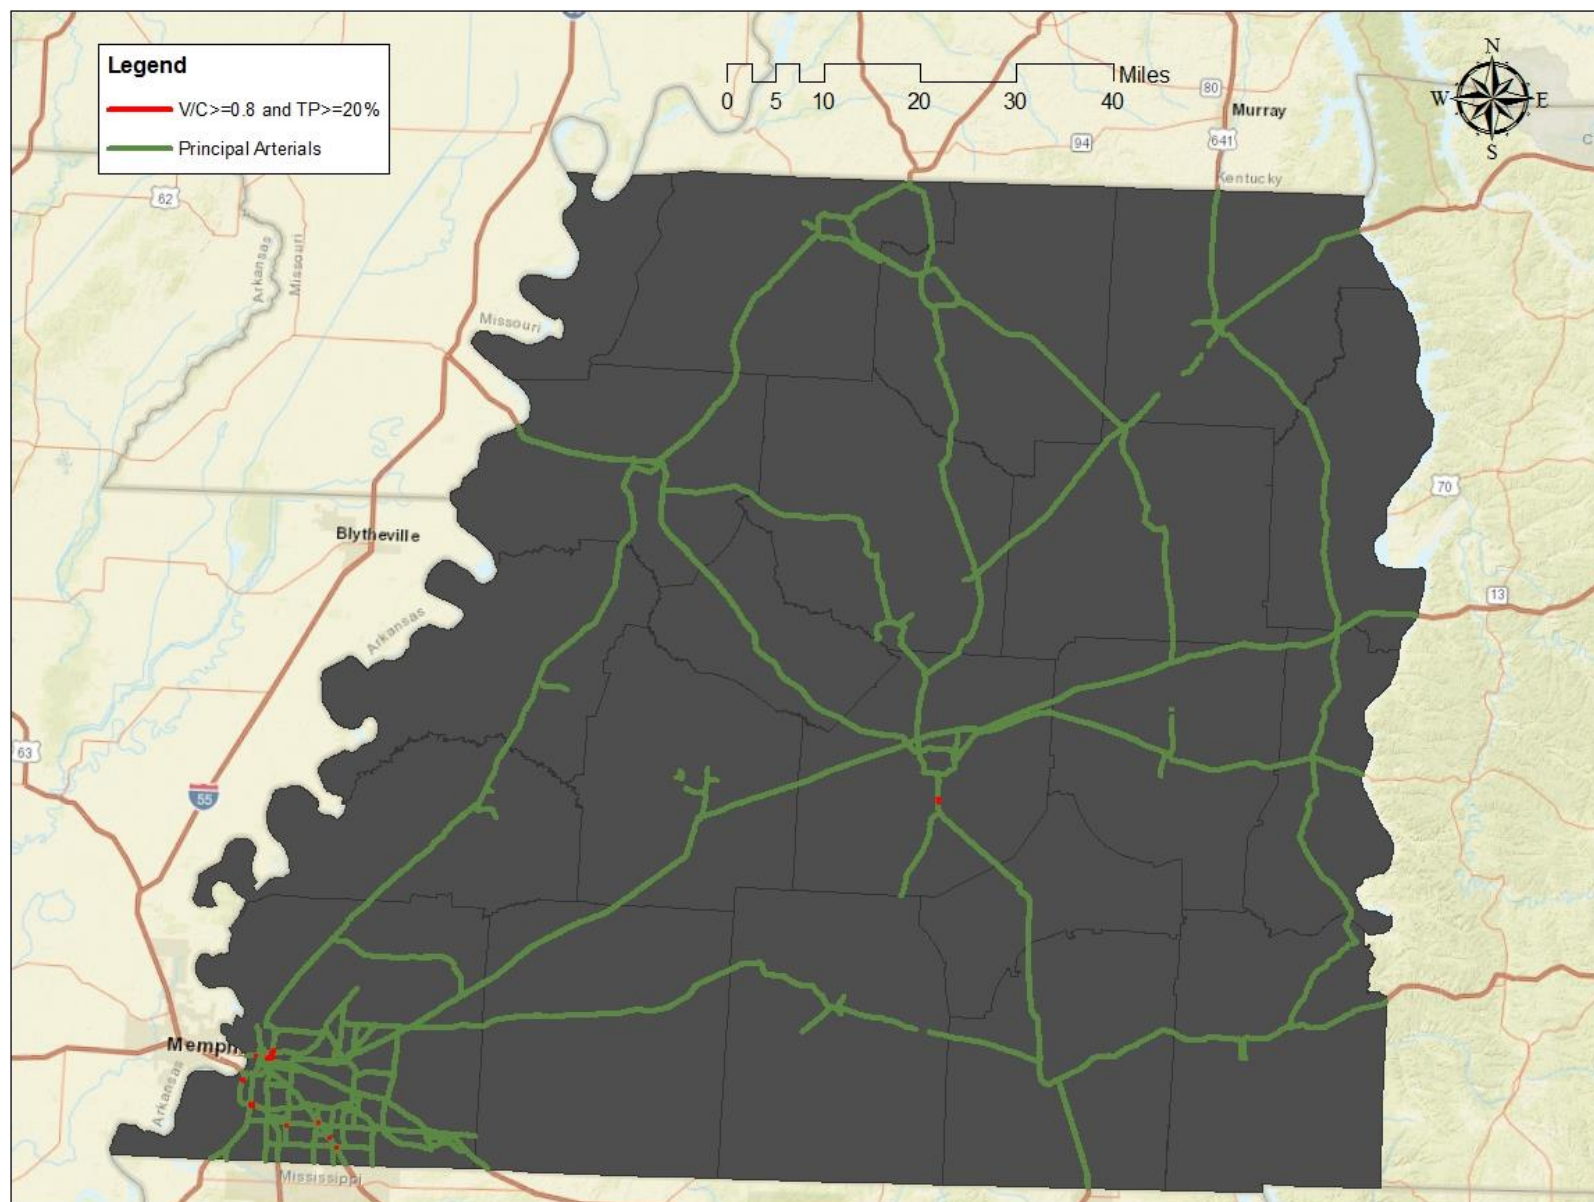 Legend
V/C>=0.8 and TP>=20%
Principal Arterials
Miles
0 5 10 20 30 40
N
W E
S
80
Murray
94
641
Kentucky
62
Arkansas
Missouri
Missouri
70
Blytheville
13
Arkansas
63
55
Memph
Arkansas
Mississippi